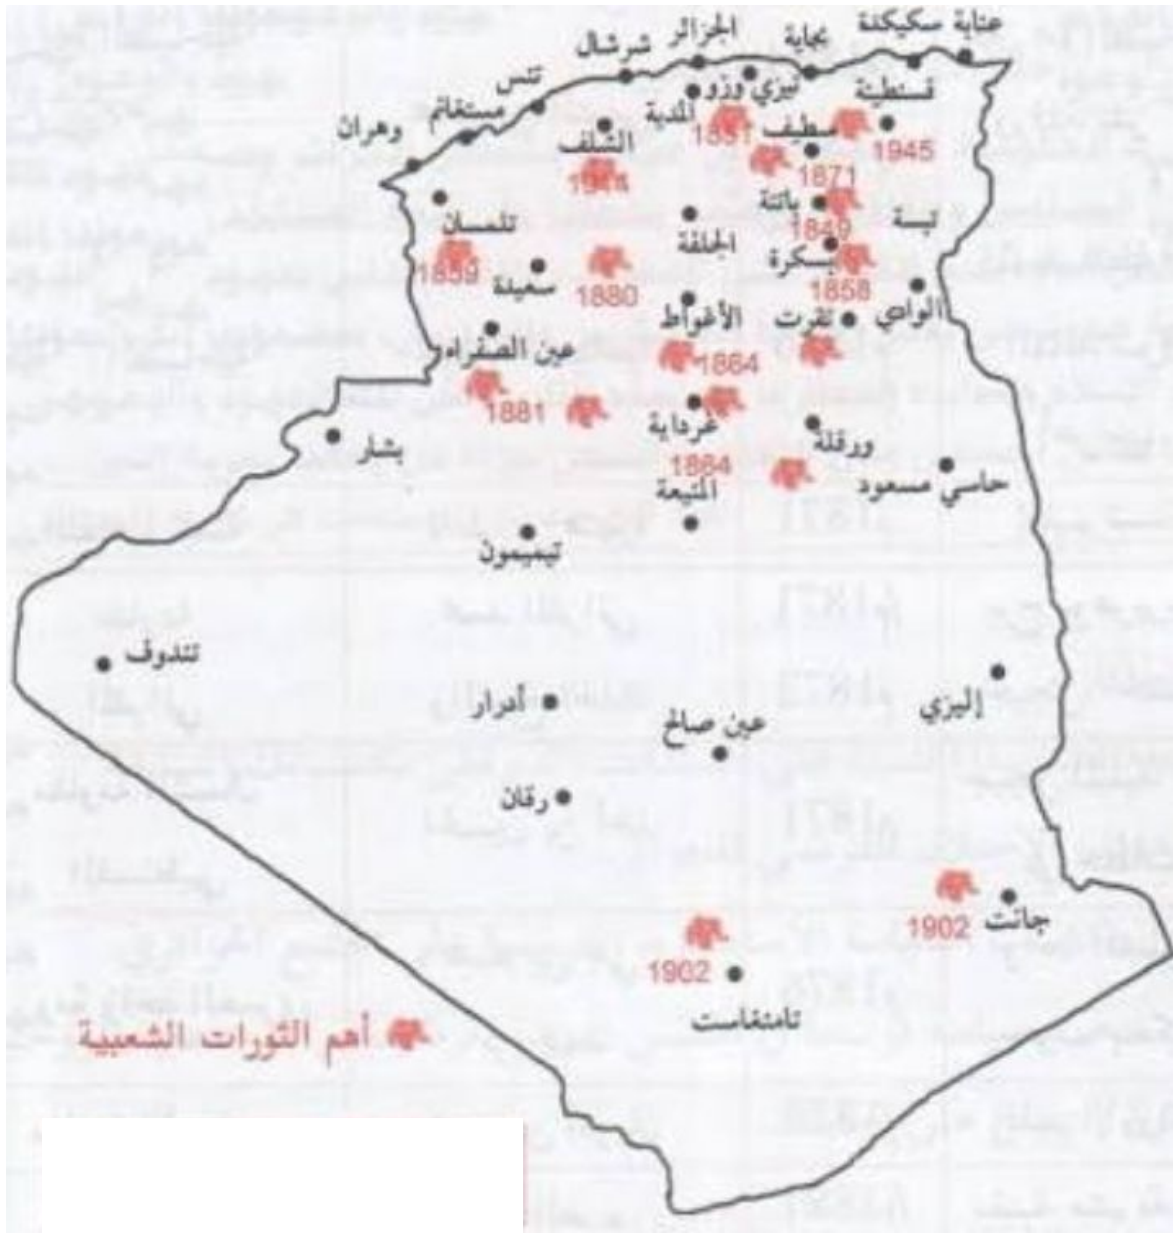 عنابة
سكيكدة
بجاية
الجزائر
شرشال
تنس
مستغانم
وهران
تيزي وزو
المدية
قسنطينة
سطيف
الشلف
1851
1945
1871
باتنة
1849
تبسة
تلمسان
1859
الجلفة
بسكرة
1858
سعيدة
1880
الوادي
تقرت
الأغواط
1864
عين الصفراء
1881
غرداية
1864
ورقلة
بشار
حاسي مسعود
المنيعة
تيميمون
تندوف
أدرار
إليزي
عين صالح
رقان
جانت
1902
1902
تامنغاست
أهم الثورات الشعبية